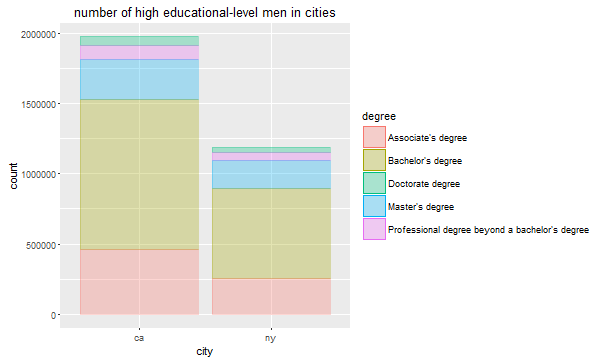 number of high educational-level men in cities
2000000
1500000
1000000
500000
0
count
ca
ny
city
degree
Associate's degree
Bachelor's degree
Doctorate degree
Master's degree
Professional degree beyond a bachelor's degree